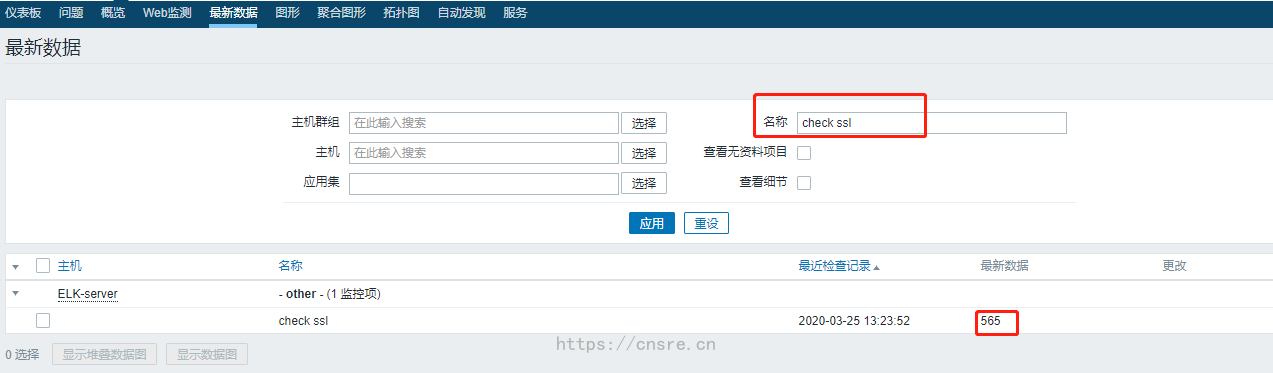 仪表板 问题 概览 Web监测 最新数据 图形 聚合图形 拓扑图 自动发现 服务
最新数据
主机群组 在此输入搜索 选择 名称 check ssl
主机 在此输入搜索 选择 查看无资料项目
应用集 选择 查看细节
应用 重设
主机 名称 最近检查记录 最新数据 更改
ELK-server - other - (1 监控项)
check ssl 2020-03-25 13:23:52 565
https://cnsre.cn
0 选择 显示堆叠数据图 显示数据图